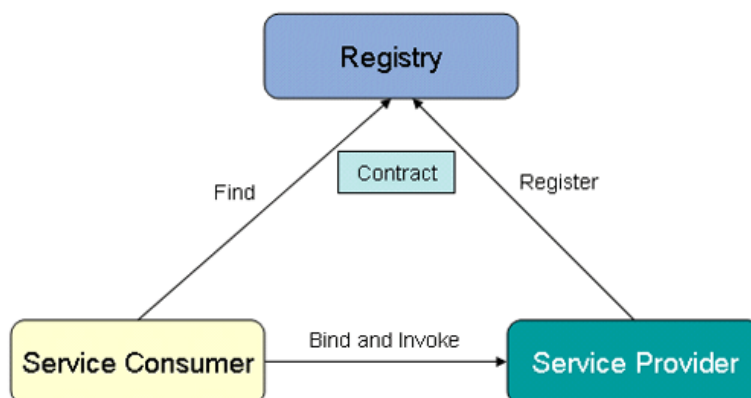 Registry
Contract
Find
Register
Bind and Invoke
Service Consumer
Service Provider